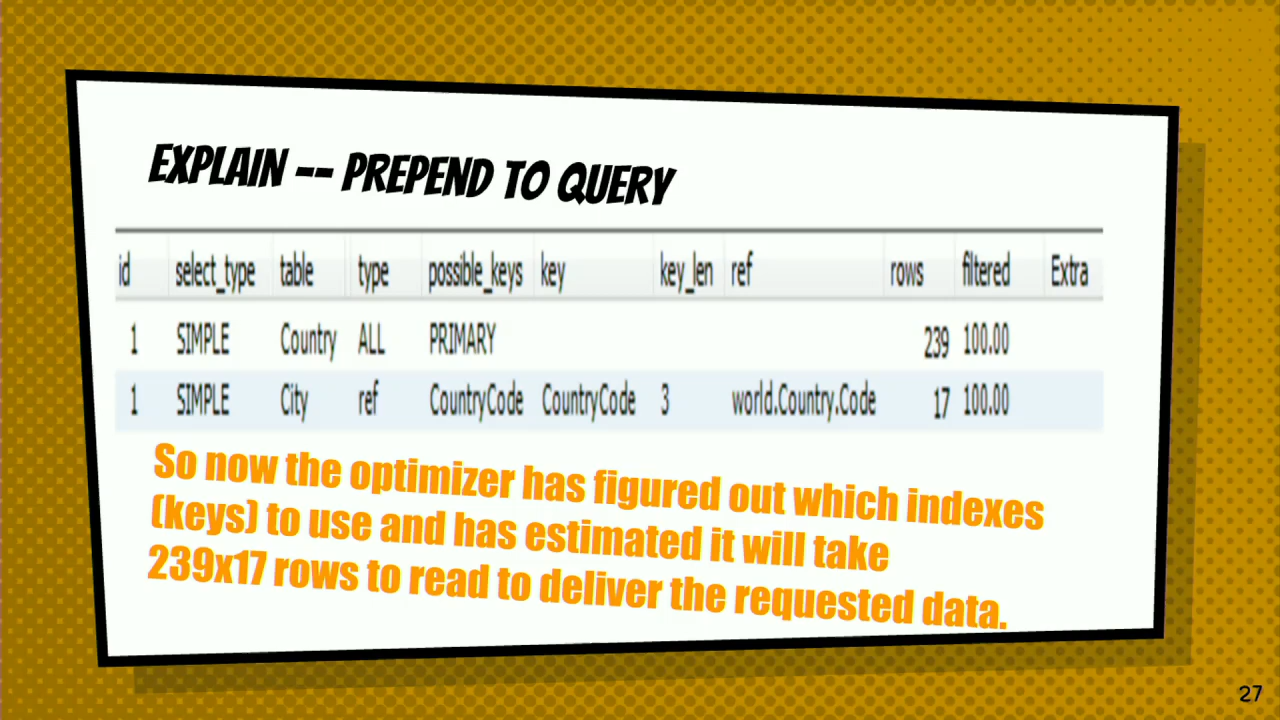 EXPLAIN -- PREPEND TO QUERY
id select_type table type possible_keys key key_len ref rows filtered Extra
1 SIMPLE Country ALL PRIMARY 239 100.00
1 SIMPLE City ref CountryCode CountryCode 3 world.Country.Code 17 100.00
So now the optimizer has figured out which indexes
(keys) to use and has estimated it will take
239x17 rows to read to deliver the requested data.
27